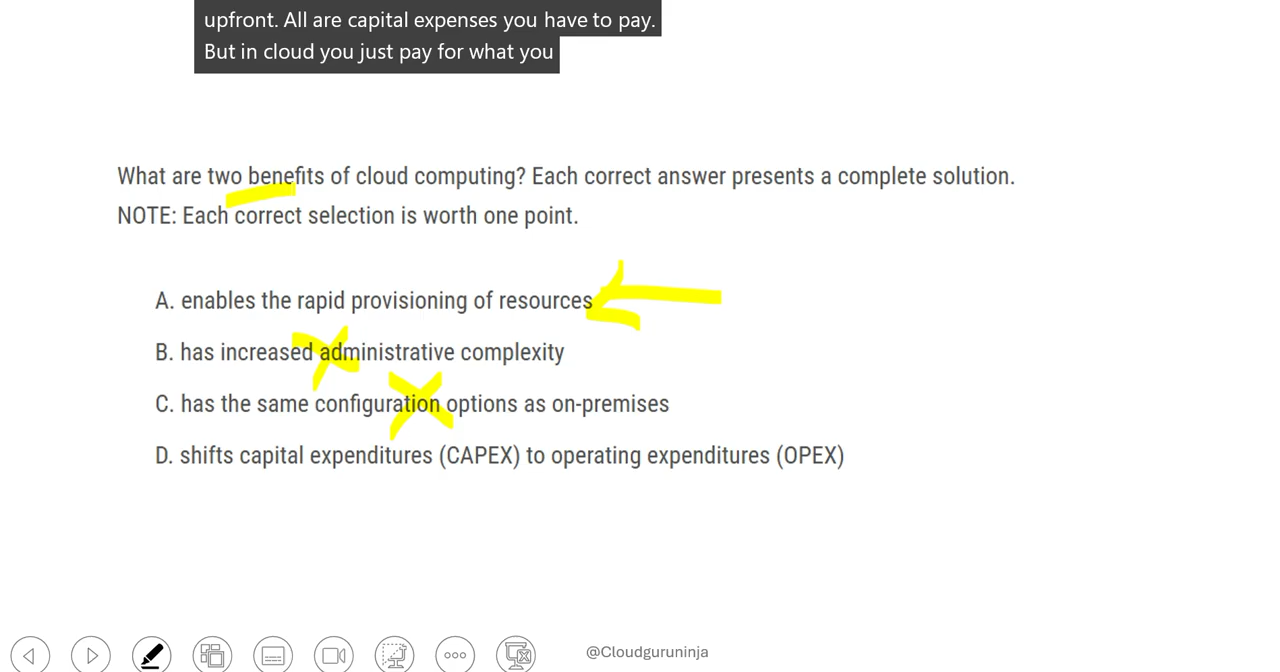 upfront. All are capital expenses you have to pay.
But in cloud you just pay for what you
What are two benefits of cloud computing? Each correct answer presents a complete solution.
NOTE: Each correct selection is worth one point.
A. enables the rapid provisioning of resources
B. has increased administrative complexity
C. has the same configuration options as on-premises
D. shifts capital expenditures (CAPEX) to operating expenditures (OPEX)
@Cloudguruninja